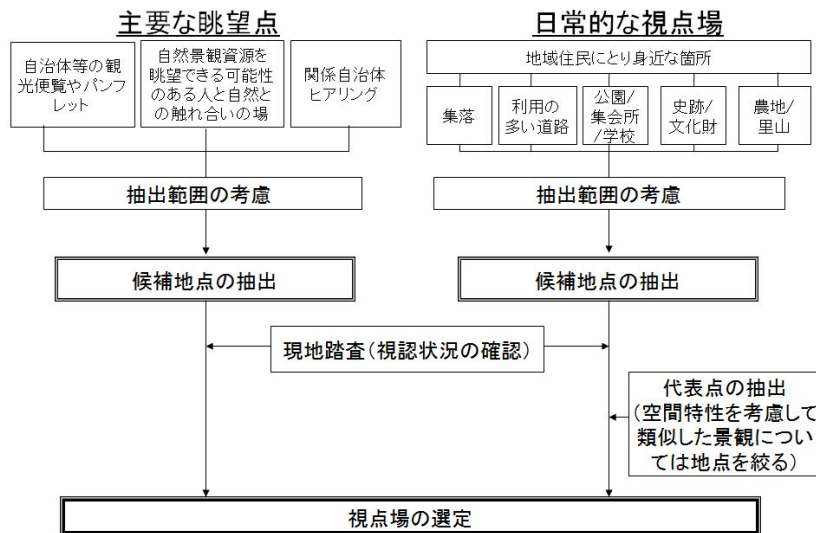 主要な眺望点
自治体等の観
光便覧やパンフ
レット
自然景観資源を
眺望できる可能性
のある人と自然と
の触れ合いの場
関係自治体
ヒアリング
抽出範囲の考慮
候補地点の抽出
日常的な視点場
地域住民にとり身近な箇所
集落
利用の
多い道路
公園/
集会所
/学校
史跡/
文化財
農地/
里山
抽出範囲の考慮
候補地点の抽出
現地踏査(視認状況の確認)
代表点の抽出
(空間特性を考慮して
類似した景観につい
ては地点を絞る)
視点場の選定